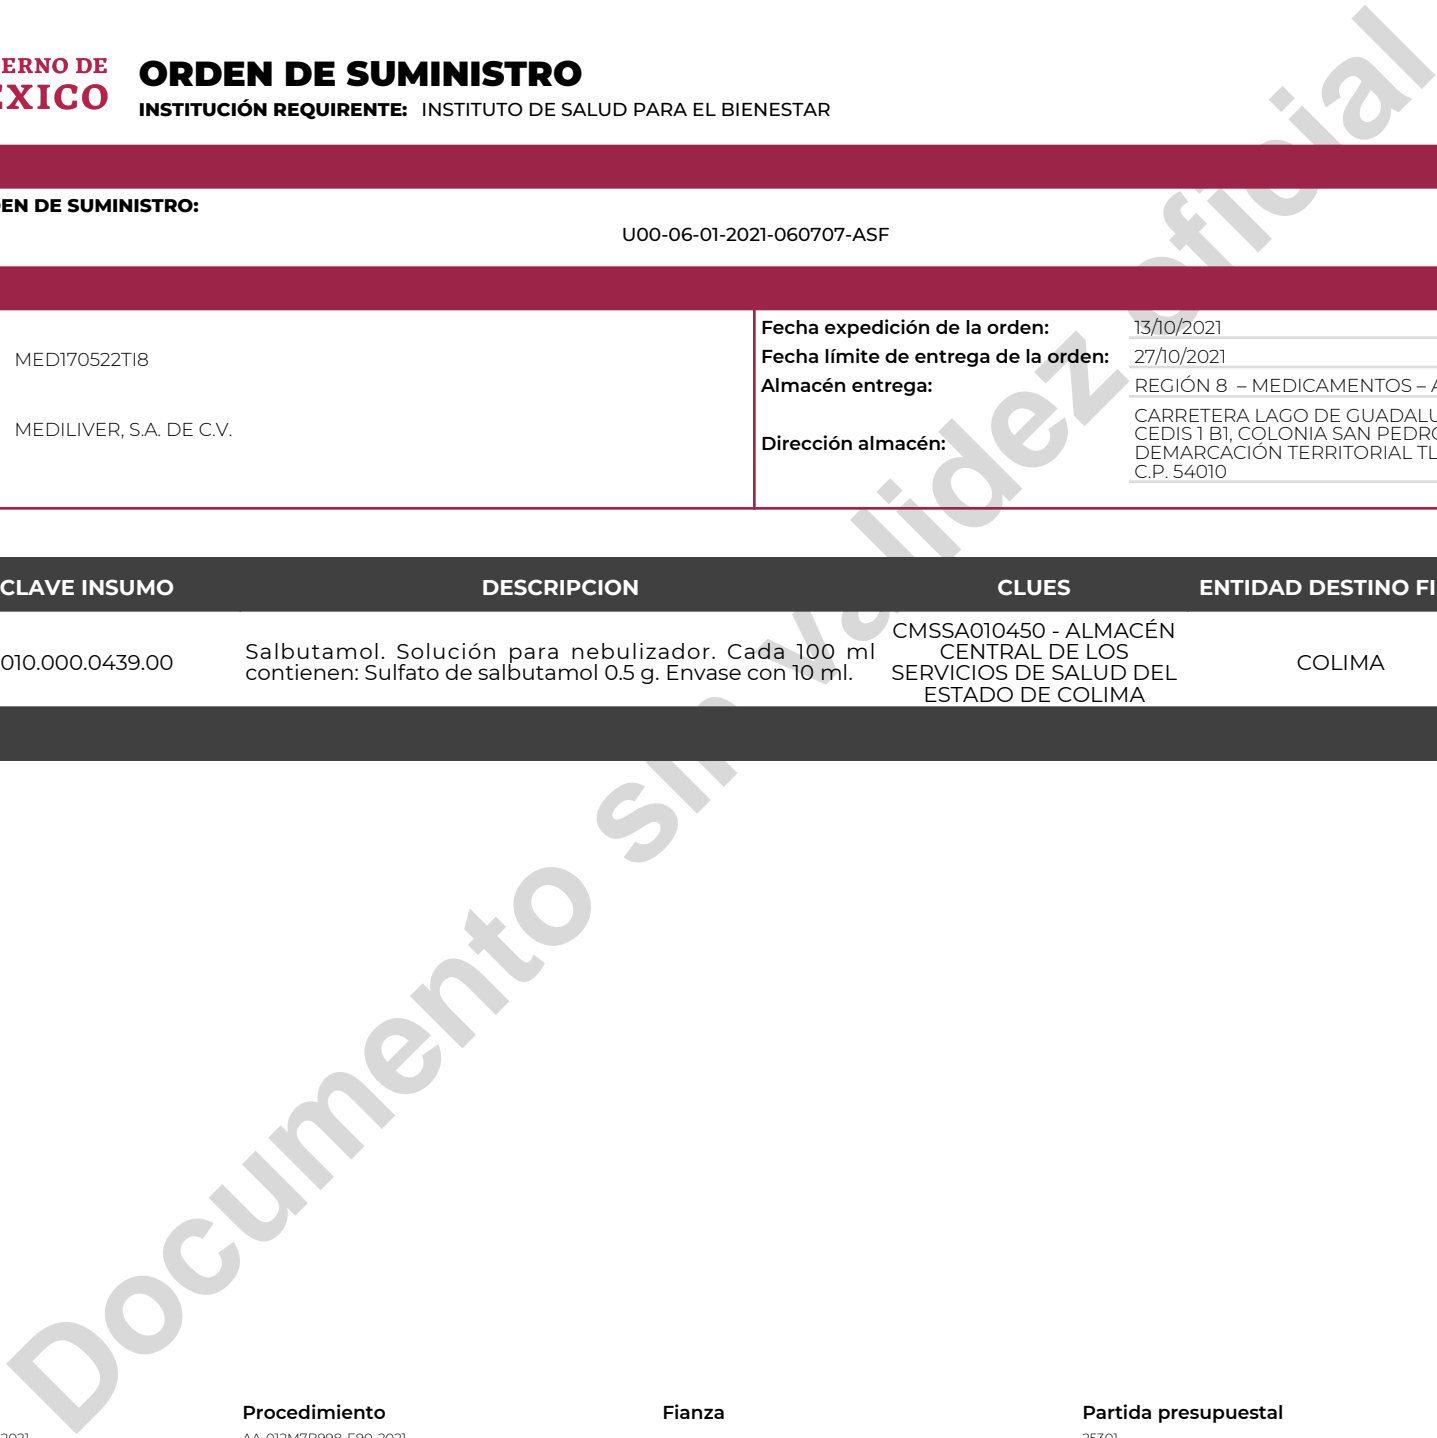 ERNO DE
EXICO
ORDEN DE SUMINISTRO
INSTITUCIÓN REQUIRENTE: INSTITUTO DE SALUD PARA EL BIENESTAR
EN DE SUMINISTRO:
U00-06-01-2021-060707-ASF
MED170522TI8
MEDILIVER, S.A. DE C.V.
Fecha expedición de la orden: 13/10/2021
Fecha límite de entrega de la orden: 27/10/2021
Almacén entrega: REGIÓN 8 – MEDICAMENTOS – A
Dirección almacén:
CARRETERA LAGO DE GUADALU
CEDIS 1 B1, COLONIA SAN PEDRO
DEMARCACIÓN TERRITORIAL TL
C.P. 54010
CLAVE INSUMO DESCRIPCION CLUES ENTIDAD DESTINO FI
010.000.0439.00
Salbutamol. Solución para nebulizador. Cada 100 ml
contienen: Sulfato de salbutamol 0.5 g. Envase con 10 ml.
CMSSA010450 - ALMACÉN
CENTRAL DE LOS
SERVICIOS DE SALUD DEL
ESTADO DE COLIMA
COLIMA
Documento sin validez oficial
Procedimiento Fianza Partida presupuestal